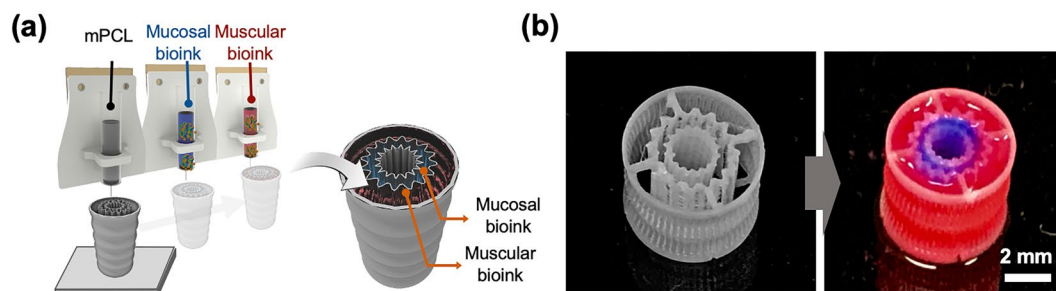 (a)
mPCL
Mucosal
bioink
Muscular
bioink
Mucosal
bioink
Muscular
bioink
(b)
2 mm